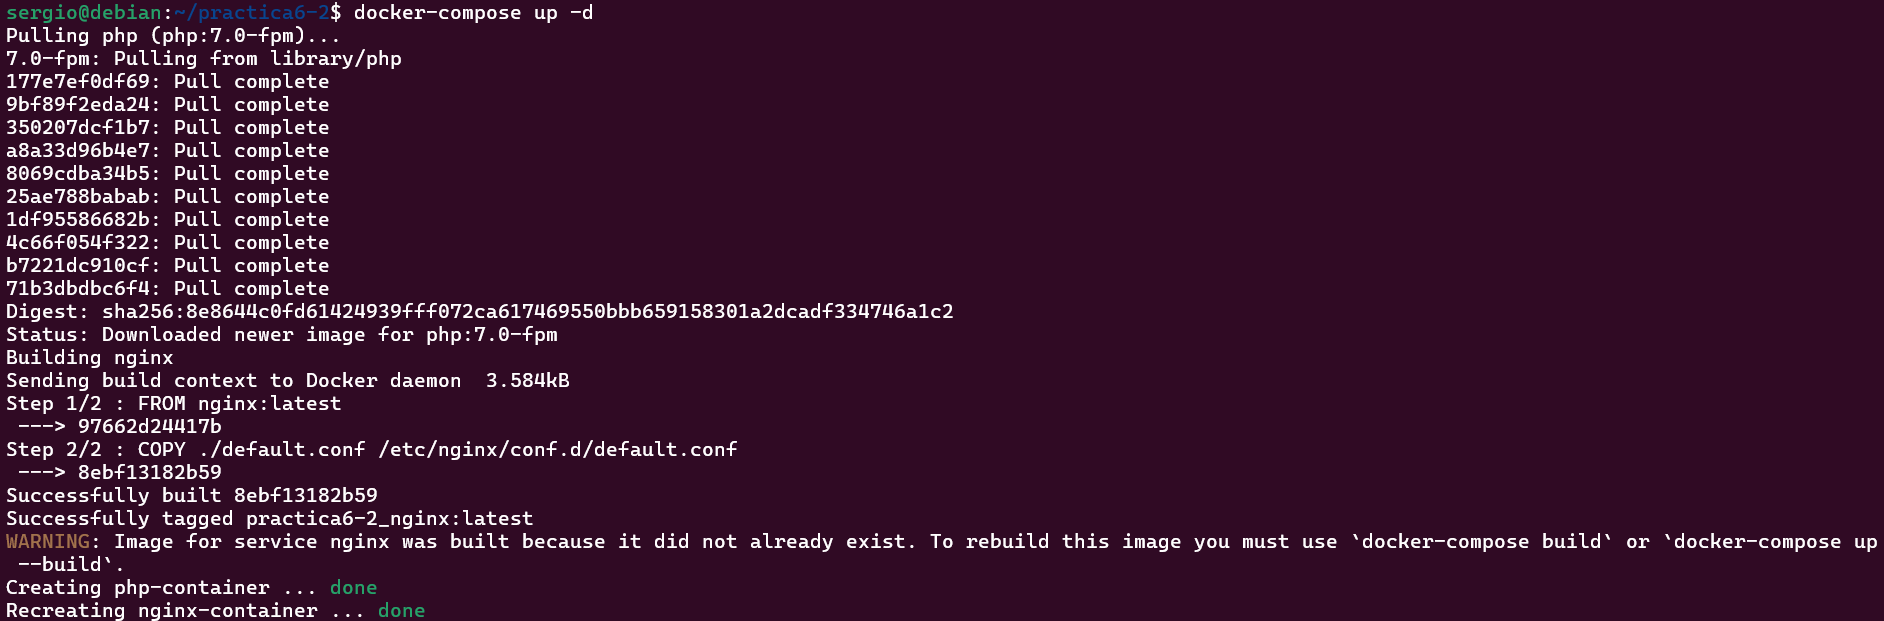 sergio@debian:~/practica6-2$ docker-compose up -d
Pulling php (php:7.0-fpm)...
7.0-fpm: Pulling from library/php
177e7ef0df69: Pull complete
9bf89f2eda24: Pull complete
350207dcf1b7: Pull complete
a8a33d96b4e7: Pull complete
8069cdba34b5: Pull complete
25ae788babab: Pull complete
1df95586682b: Pull complete
4c66f054f322: Pull complete
b7221dc910cf: Pull complete
71b3dbdbc6f4: Pull complete
Digest: sha256:8e8644c0fd61424939fff072ca617469550bbb659158301a2dcadf334746a1c2
Status: Downloaded newer image for php:7.0-fpm
Building nginx
Sending build context to Docker daemon  3.584kB
Step 1/2 : FROM nginx:latest
 ---> 97662d24417b
Step 2/2 : COPY ./default.conf /etc/nginx/conf.d/default.conf
 ---> 8ebf13182b59
Successfully built 8ebf13182b59
Successfully tagged practica6-2_nginx:latest
WARNING: Image for service nginx was built because it did not already exist. To rebuild this image you must use `docker-compose build` or `docker-compose up
 --build`.
Creating php-container ... done
Recreating nginx-container ... done